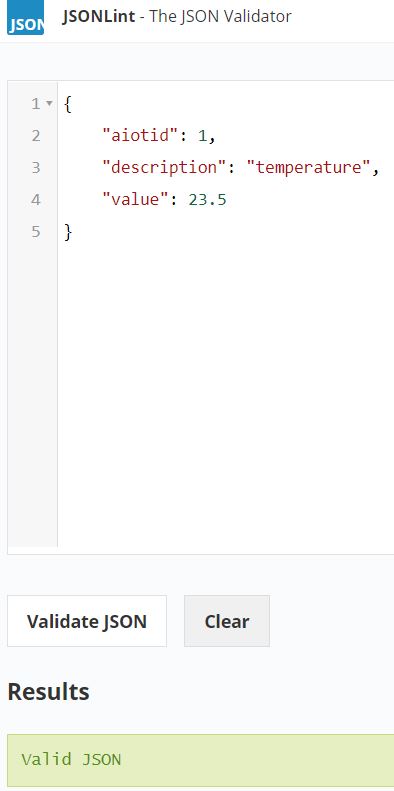 JSON JSONLint - The JSON Validator
1 {
2 "aiotid": 1,
3 "description": "temperature",
4 "value": 23.5
5 }
Validate JSON Clear
Results
Valid JSON